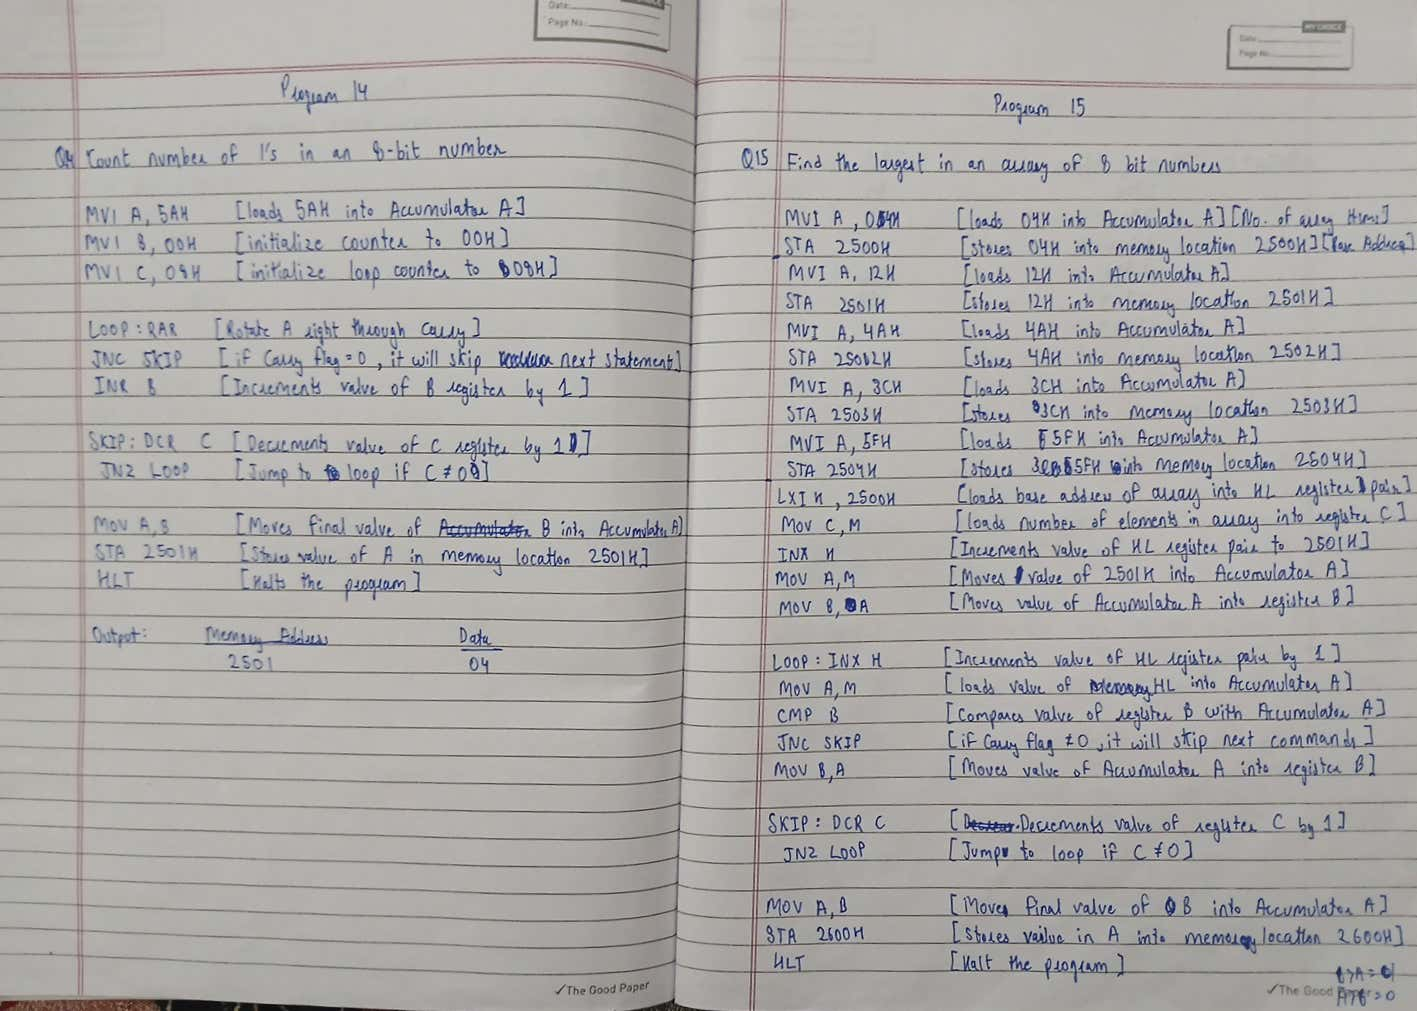 Date:
Page No.
Program 14
Q14 Count number of 1's in an 8-bit number
MVI A, 5AH [loads 5AH into Accumulator A]
MVI B, 00H [initialize counter to 00H]
MVI C, 08H [initialize loop counter to 08H]
LOOP: RAR [Rotate A right through Carry]
JNC SKIP [if Carry flag = 0, it will skip next statement]
INR B [Increments value of B register by 1]
SKIP: DCR C [Decrements value of C register by 1]
JNZ LOOP [Jump to loop if C ≠ 00]
MOV A, B [Moves final value of B into Accumulator A]
STA 2501H [Stores value of A in memory location 2501H]
HLT [Halts the program]
Output: Memory Address Data
2501 04
✓The Good Paper
Date
Page No.
Program 15
Q15 Find the largest in an array of 8 bit numbers
MVI A, 04H [loads 04H into Accumulator A] [No. of array items]
STA 2500H [stores 04H into memory location 2500H] [Base Address]
MVI A, 12H [loads 12H into Accumulator A]
STA 2501H [stores 12H into memory location 2501H]
MVI A, 4AH [loads 4AH into Accumulator A]
STA 2502H [stores 4AH into memory location 2502H]
MVI A, 3CH [loads 3CH into Accumulator A]
STA 2503H [stores 3CH into memory location 2503H]
MVI A, 5FH [loads 5FH into Accumulator A]
STA 2504H [stores 5FH into memory location 2504H]
LXI H, 2500H [loads base address of array into HL register pair]
MOV C, M [loads number of elements in array into register C]
INX H [Increments value of HL register pair to 2501H]
MOV A, M [Moves value of 2501H into Accumulator A]
MOV B, A [Moves value of Accumulator A into register B]
LOOP: INX H [Increments value of HL register pair by 1]
MOV A, M [loads value of HL into Accumulator A]
CMP B [Compares value of register B with Accumulator A]
JNC SKIP [if Carry flag ≠ 0, it will skip next commands]
MOV B, A [Moves value of Accumulator A into register B]
SKIP: DCR C [Decrements value of register C by 1]
JNZ LOOP [Jump to loop if C ≠ 0]
MOV A, B [Moves final value of B into Accumulator A]
STA 2600H [Stores value in A into memory location 2600H]
HLT [Halt the program]
✓The Good Paper